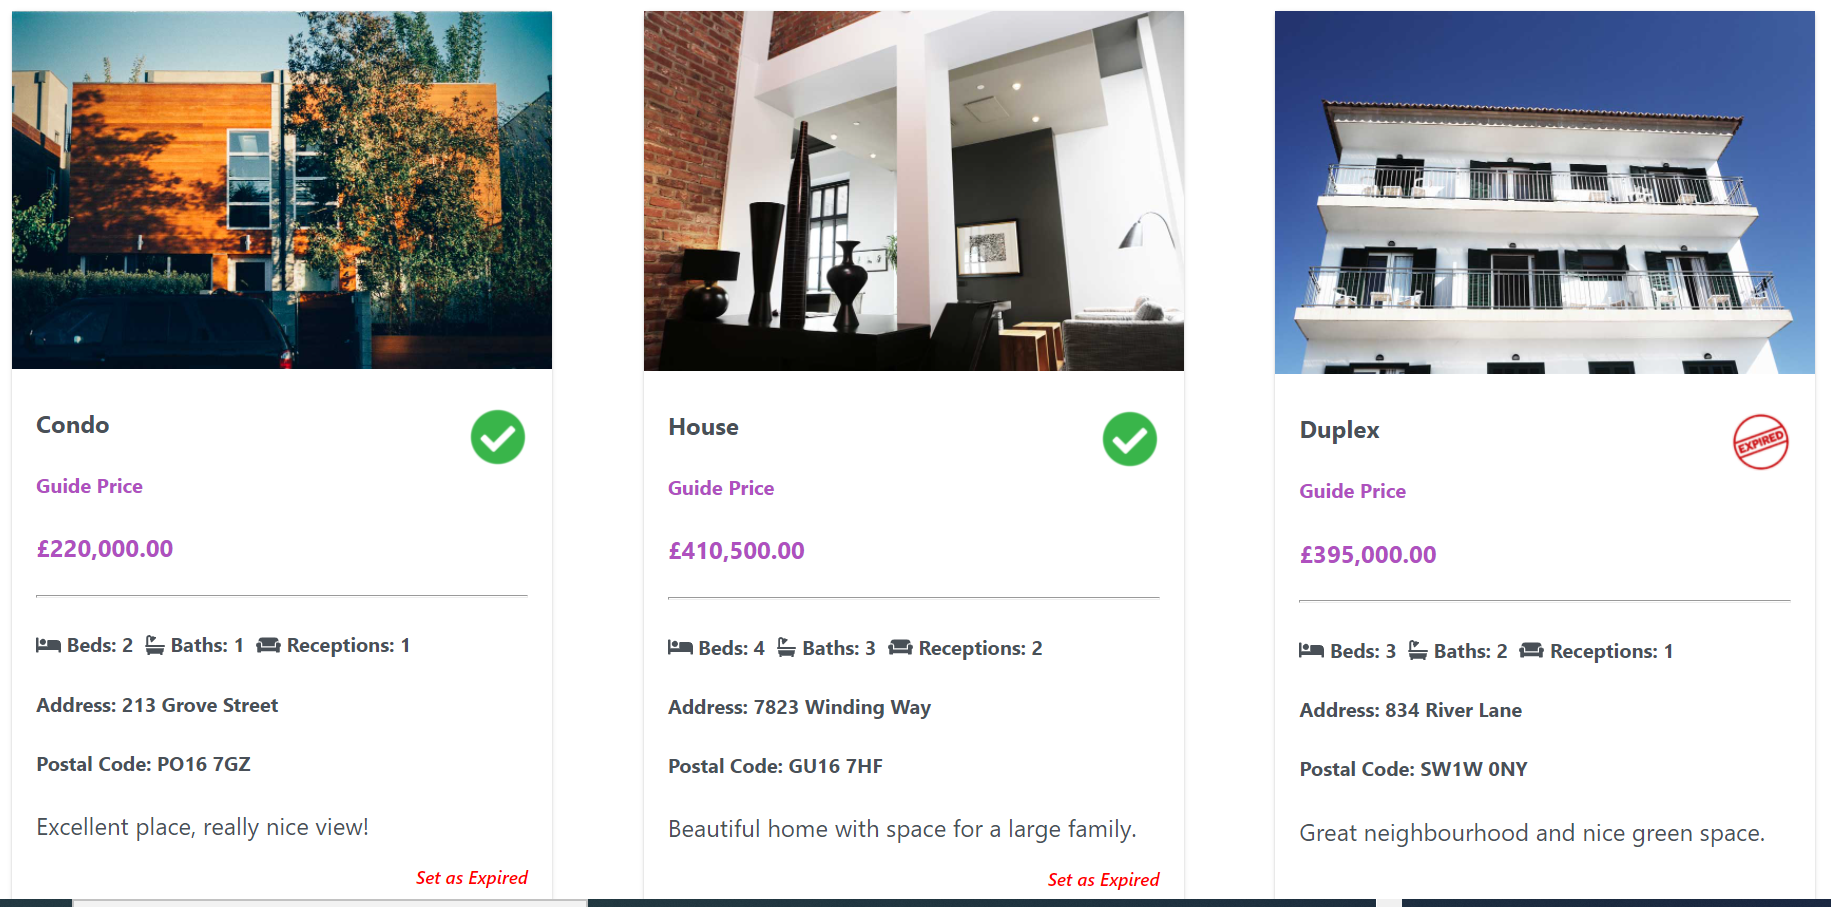 Condo
Guide Price
£220,000.00
Beds: 2 Baths: 1 Receptions: 1
Address: 213 Grove Street
Postal Code: PO16 7GZ
Excellent place, really nice view!
Set as Expired
House
Guide Price
£410,500.00
Beds: 4 Baths: 3 Receptions: 2
Address: 7823 Winding Way
Postal Code: GU16 7HF
Beautiful home with space for a large family.
Set as Expired
Duplex
EXPIRED
Guide Price
£395,000.00
Beds: 3 Baths: 2 Receptions: 1
Address: 834 River Lane
Postal Code: SW1W 0NY
Great neighbourhood and nice green space.